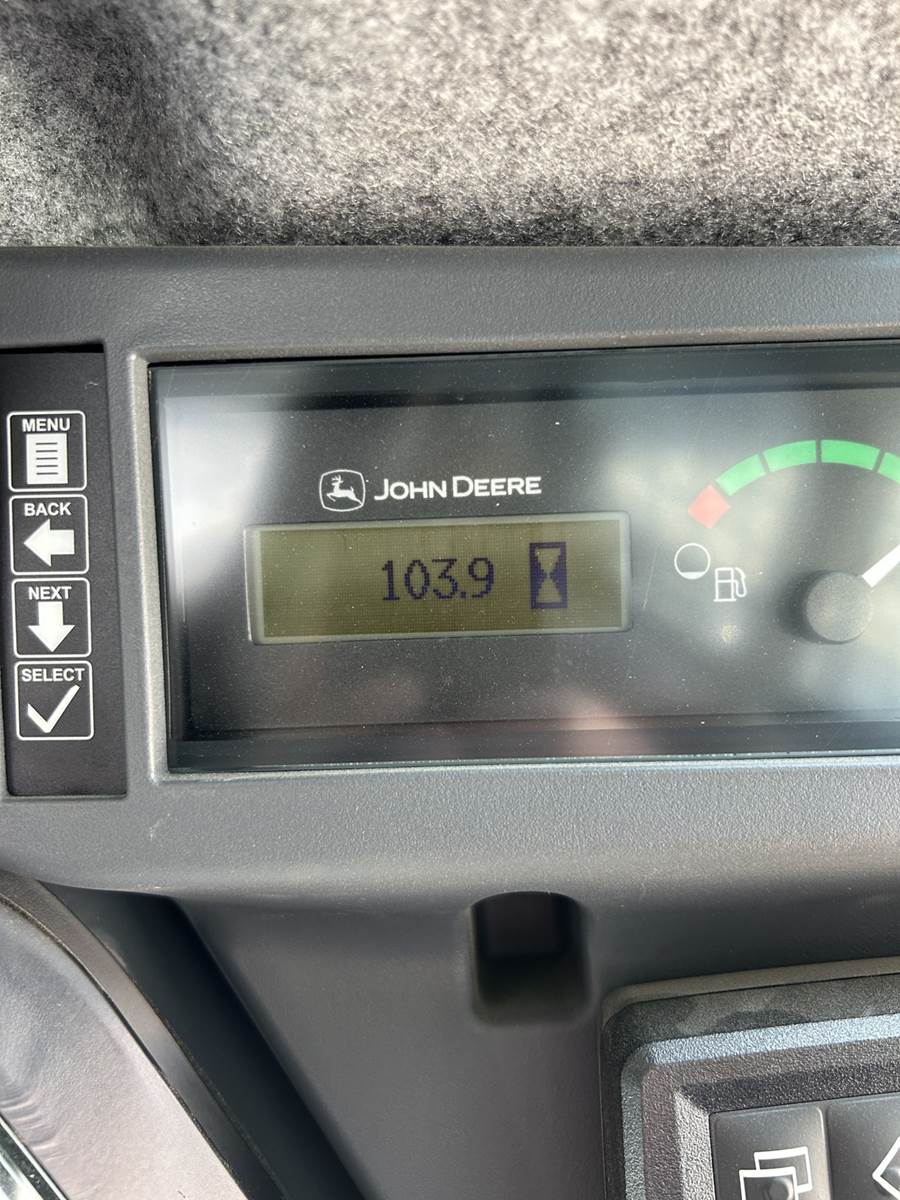 MENU
BACK
NEXT
SELECT
JOHN DEERE
103.9